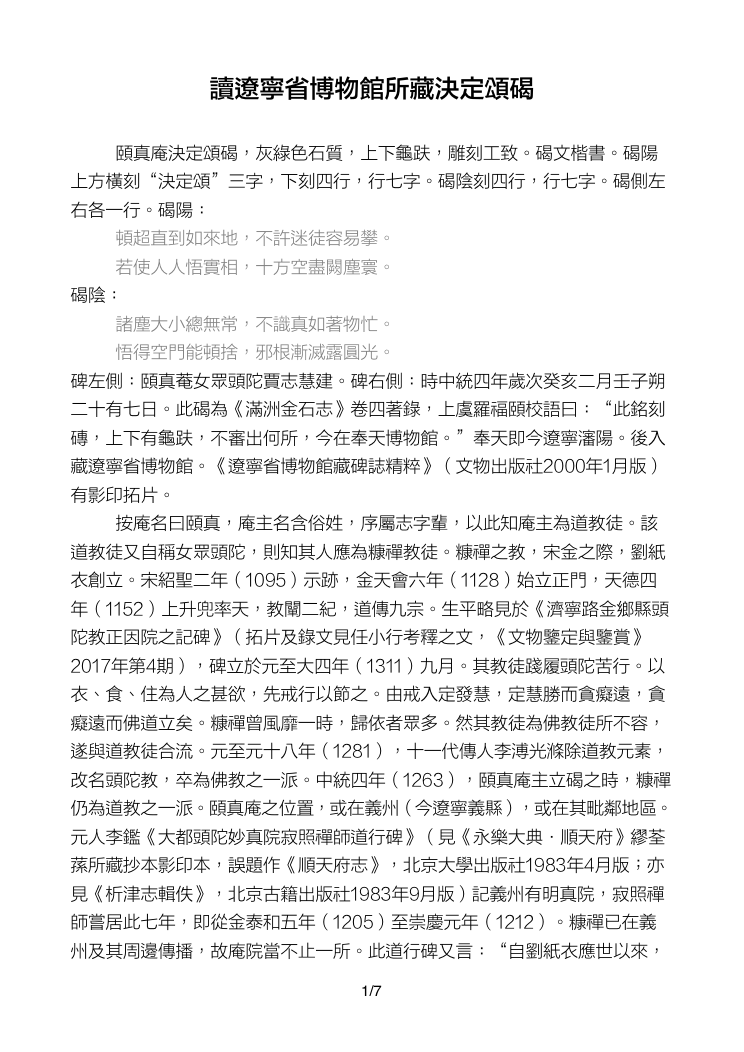 讀遼寧省博物館所藏決定頌碣
頤真庵決定頌碣，灰綠色石質，上下龜趺，雕刻工致。碣文楷書。碣陽
上方橫刻“決定頌”三字，下刻四行，行七字。碣陰刻四行，行七字。碣側左
右各一行。碣陽：
頓超直到如來地，不許迷徒容易攀。
若使人人悟實相，十方空盡闕塵寰。
碣陰：
諸塵大小總無常，不識真如著物忙。
悟得空門能頓捨，邪根漸滅露圓光。
碑左側：頤真菴女眾頭陀賈志慧建。碑右側：時中統四年歲次癸亥二月壬子朔
二十有七日。此碣為《滿洲金石志》卷四著錄，上虞羅福頤校語曰：“此銘刻
磚，上下有龜趺，不審出何所，今在奉天博物館。”奉天即今遼寧瀋陽。後入
藏遼寧省博物館。《遼寧省博物館藏碑誌精粹》（文物出版社2000年1月版）
有影印拓片。
按庵名曰頤真，庵主名含俗姓，序屬志字輩，以此知庵主為道教徒。該
道教徒又自稱女眾頭陀，則知其人應為糠禪教徒。糠禪之教，宋金之際，劉紙
衣創立。宋紹聖二年（1095）示跡，金天會六年（1128）始立正門，天德四
年（1152）上升兜率天，教闡二紀，道傳九宗。生平略見於《濟寧路金鄉縣頭
陀教正因院之記碑》（拓片及錄文見任小行考釋之文，《文物鑒定與鑒賞》
2017年第4期），碑立於元至大四年（1311）九月。其教徒踐履頭陀苦行。以
衣、食、住為人之甚欲，先戒行以節之。由戒入定發慧，定慧勝而貪癡遠，貪
癡遠而佛道立矣。糠禪曾風靡一時，歸依者眾多。然其教徒為佛教徒所不容，
遂與道教徒合流。元至元十八年（1281），十一代傳人李溥光滌除道教元素，
改名頭陀教，卒為佛教之一派。中統四年（1263），頤真庵主立碣之時，糠禪
仍為道教之一派。頤真庵之位置，或在義州（今遼寧義縣），或在其毗鄰地區。
元人李鑑《大都頭陀妙真院寂照禪師道行碑》（見《永樂大典·順天府》繆荃
蓀所藏抄本影印本，誤題作《順天府志》，北京大學出版社1983年4月版；亦
見《析津志輯佚》，北京古籍出版社1983年9月版）記義州有明真院，寂照禪
師嘗居此七年，即從金泰和五年（1205）至崇慶元年（1212）。糠禪已在義
州及其周邊傳播，故庵院當不止一所。此道行碑又言：“自劉紙衣應世以來，
1/7